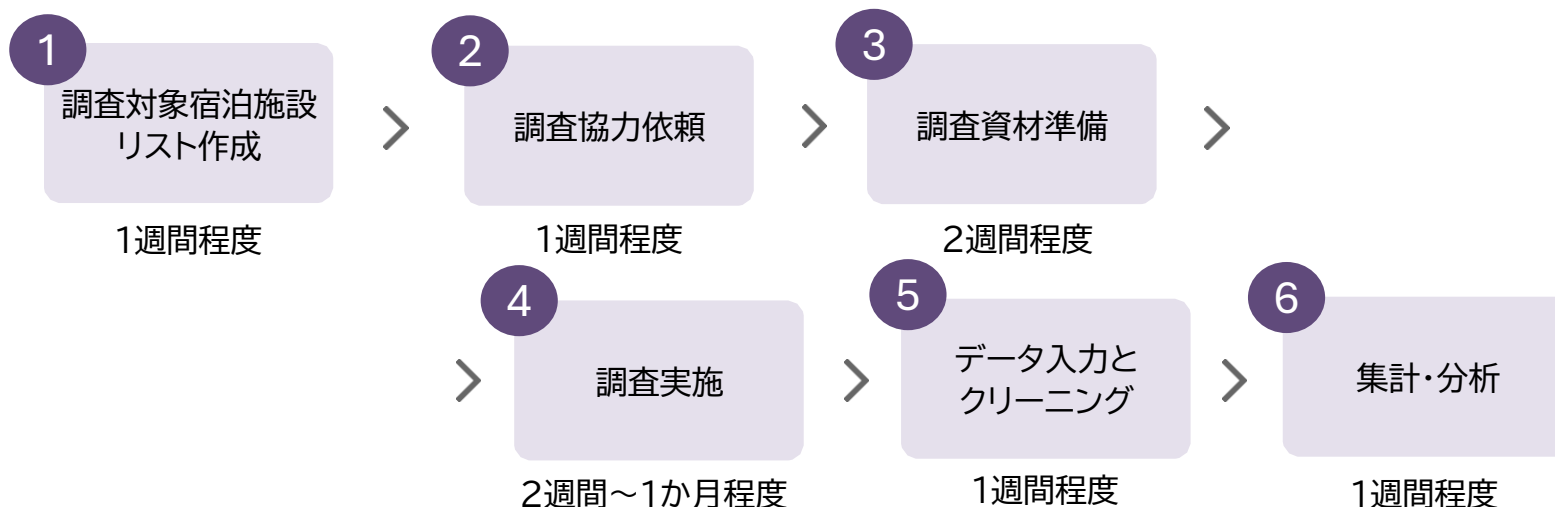 1
調査対象宿泊施設
リスト作成
1週間程度
2
調査協力依頼
1週間程度
3
調査資材準備
2週間程度
4
調査実施
2週間～1か月程度
5
データ入力と
クリーニング
1週間程度
6
集計・分析
1週間程度